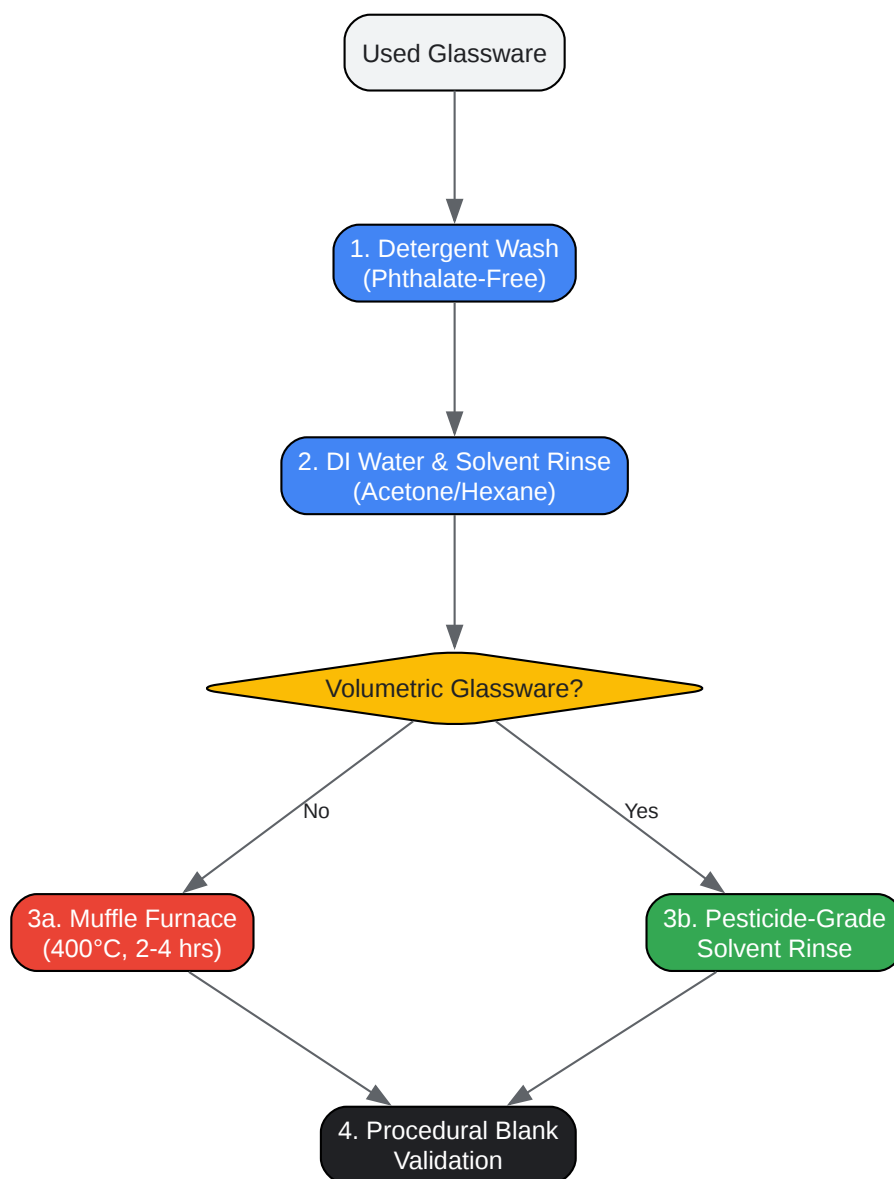 Used Glassware
1. Detergent Wash
(Phthalate-Free)
2. DI Water & Solvent Rinse
(Acetone/Hexane)
Volumetric Glassware?
No
Yes
3a. Muffle Furnace
(400°C, 2-4 hrs)
3b. Pesticide-Grade
Solvent Rinse
4. Procedural Blank
Validation